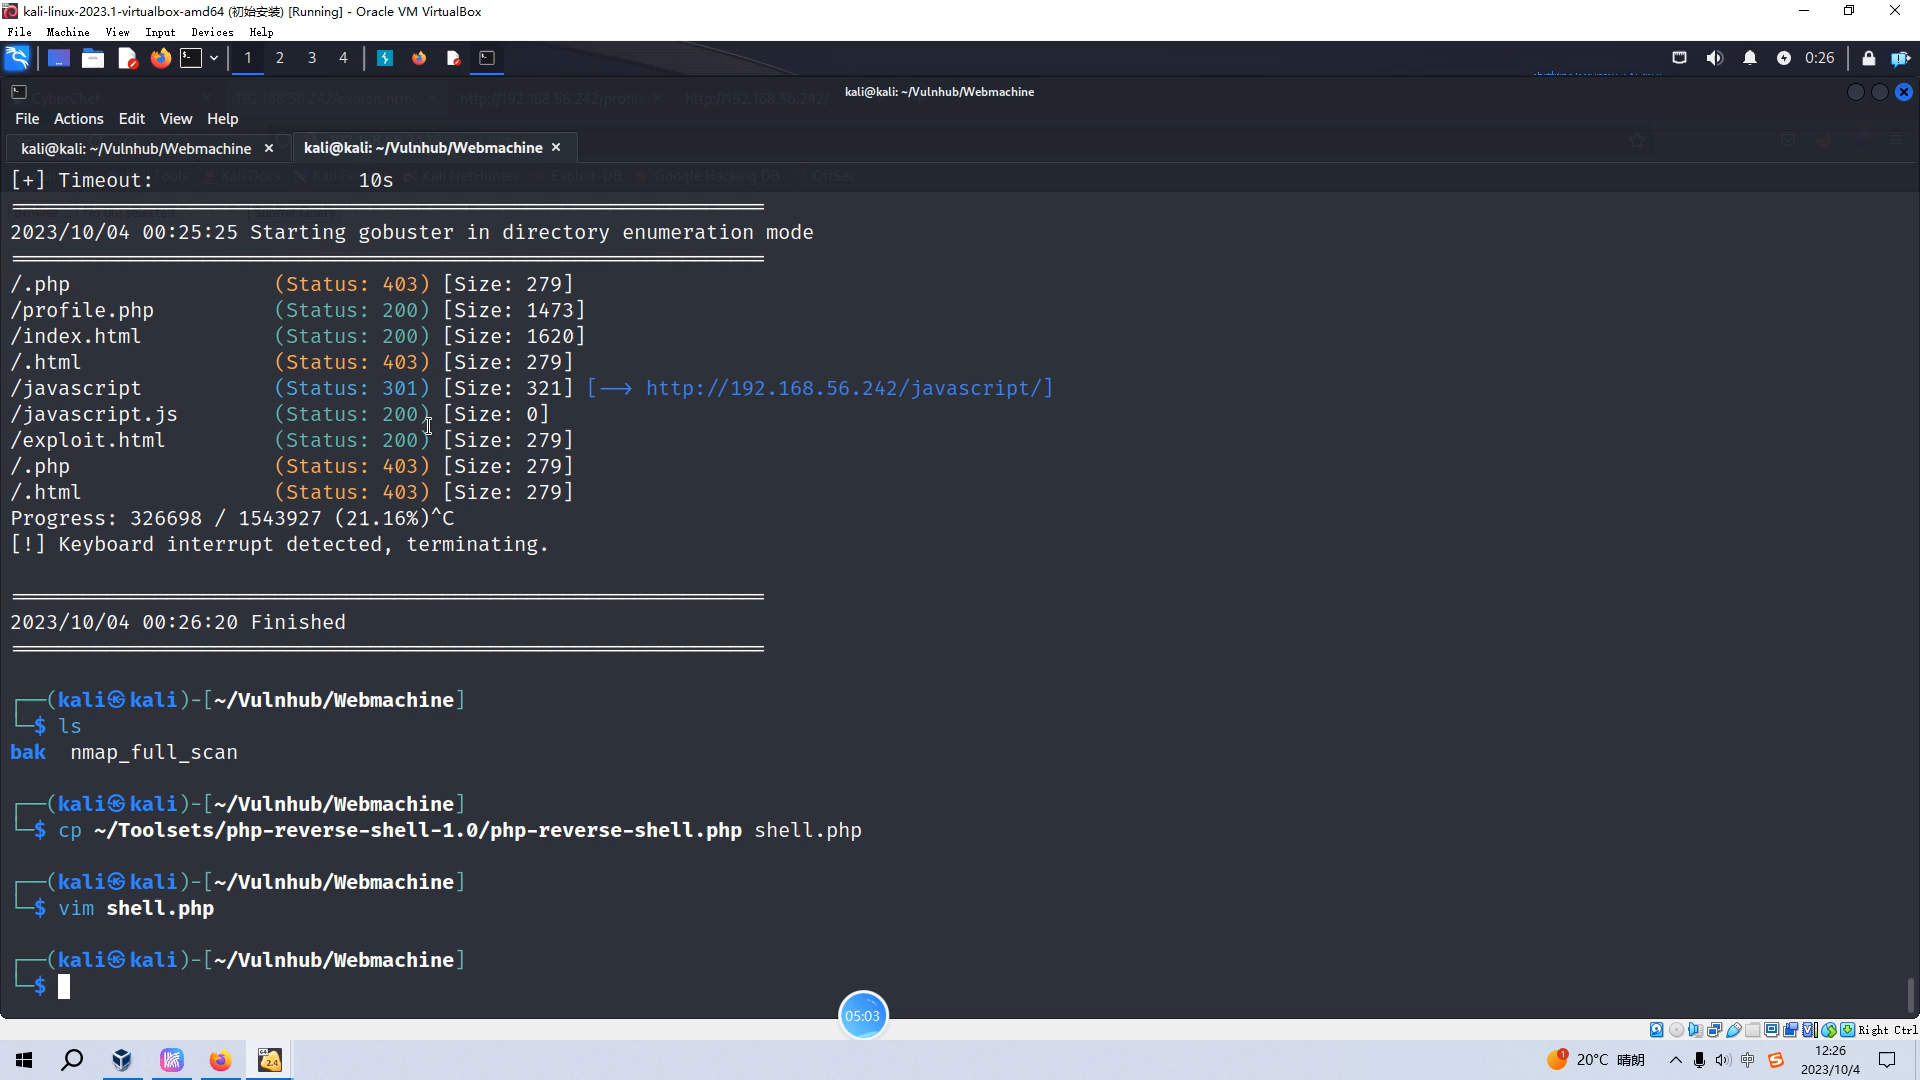 kali-linux-2023.1-virtualbox-amd64 (初始安装) [Running] - Oracle VM VirtualBox
File Machine View Input Devices Help
1 2 3 4 0:26
kali@kali: ~/Vulnhub/Webmachine
File Actions Edit View Help
kali@kali: ~/Vulnhub/Webmachine × kali@kali: ~/Vulnhub/Webmachine ×
[+] Timeout: 10s
2023/10/04 00:25:25 Starting gobuster in directory enumeration mode
/.php (Status: 403) [Size: 279]
/profile.php (Status: 200) [Size: 1473]
/index.html (Status: 200) [Size: 1620]
/.html (Status: 403) [Size: 279]
/javascript (Status: 301) [Size: 321] [--> http://192.168.56.242/javascript/]
/javascript.js (Status: 200) [Size: 0]
/exploit.html (Status: 200) [Size: 279]
/.php (Status: 403) [Size: 279]
/.html (Status: 403) [Size: 279]
Progress: 326698 / 1543927 (21.16%)^C
[!] Keyboard interrupt detected, terminating.
2023/10/04 00:26:20 Finished
┌──(kali㉿kali)-[~/Vulnhub/Webmachine]
└─$ ls
bak nmap_full_scan
┌──(kali㉿kali)-[~/Vulnhub/Webmachine]
└─$ cp ~/Toolsets/php-reverse-shell-1.0/php-reverse-shell.php shell.php
┌──(kali㉿kali)-[~/Vulnhub/Webmachine]
└─$ vim shell.php
┌──(kali㉿kali)-[~/Vulnhub/Webmachine]
└─$
05:03
Right Ctrl
20°C 晴朗 中 12:26
2023/10/4